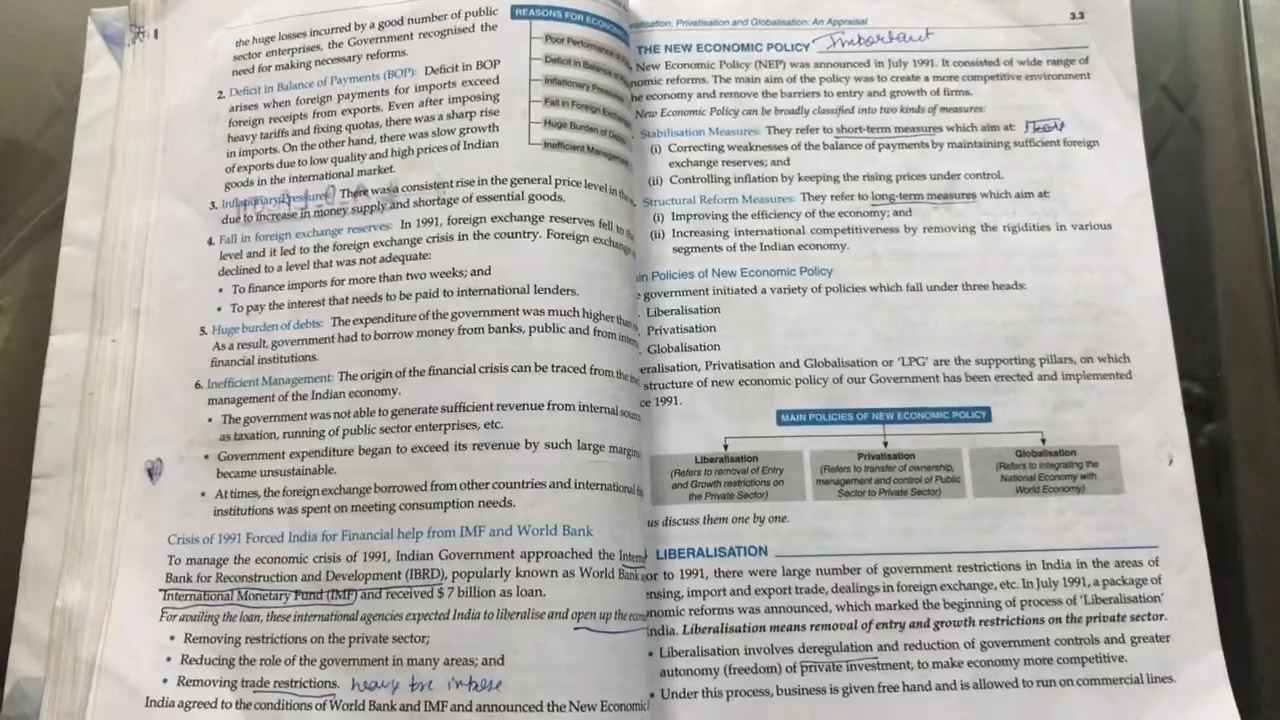 the huge losses incurred by a good number of public
sector enterprises, the Government recognised the
need for making necessary reforms.
2. Deficit in Balance of Payments (BOP): Deficit in BOP
arises when foreign payments for imports exceed
foreign receipts from exports. Even after imposing
heavy tariffs and fixing quotas, there was a sharp rise
in imports. On the other hand, there was slow growth
of exports due to low quality and high prices of Indian
goods in the international market.
REASONS FOR ECONO
Poor Performance of
Deficit in Balance of
Inflationary Pressures
Fall in Foreign Exchan
Huge Burden of De
Inefficient Management
3. Inflationary Pressures: There was a consistent rise in the general price level in the
due to increase in money supply and shortage of essential goods.
4. Fall in foreign exchange reserves: In 1991, foreign exchange reserves fell to the
level and it led to the foreign exchange crisis in the country. Foreign exchange
declined to a level that was not adequate:
• To finance imports for more than two weeks; and
• To pay the interest that needs to be paid to international lenders.
5. Huge burden of debts: The expenditure of the government was much higher than
As a result, government had to borrow money from banks, public and from intern
financial institutions.
6. Inefficient Management: The origin of the financial crisis can be traced from the
management of the Indian economy.
• The government was not able to generate sufficient revenue from internal sour
as taxation, running of public sector enterprises, etc.
• Government expenditure began to exceed its revenue by such large margins
became unsustainable.
• At times, the foreign exchange borrowed from other countries and international
institutions was spent on meeting consumption needs.
Crisis of 1991 Forced India for Financial help from IMF and World Bank
To manage the economic crisis of 1991, Indian Government approached the Intern
Bank for Reconstruction and Development (IBRD), popularly known as World Bank
International Monetary Fund (IMF) and received $ 7 billion as loan.
For availing the loan, these international agencies expected India to liberalise and open up the econ
• Removing restrictions on the private sector;
• Reducing the role of the government in many areas; and
• Removing trade restrictions. heavy
India agreed to the conditions of World Bank and IMF and announced the New Economic
alisation, Privatisation and Globalisation: An Appraisal 3.3
THE NEW ECONOMIC POLICY Important
New Economic Policy (NEP) was announced in July 1991. It consisted of wide range of
nomic reforms. The main aim of the policy was to create a more competitive environment
he economy and remove the barriers to entry and growth of firms.
New Economic Policy can be broadly classified into two kinds of measures:
Stabilisation Measures: They refer to short-term measures which aim at:
(i) Correcting weaknesses of the balance of payments by maintaining sufficient foreign
exchange reserves; and
(ii) Controlling inflation by keeping the rising prices under control.
Structural Reform Measures: They refer to long-term measures which aim at:
(i) Improving the efficiency of the economy; and
(ii) Increasing international competitiveness by removing the rigidities in various
segments of the Indian economy.
in Policies of New Economic Policy
e government initiated a variety of policies which fall under three heads:
Liberalisation
Privatisation
Globalisation
eralisation, Privatisation and Globalisation or 'LPG' are the supporting pillars, on which
structure of new economic policy of our Government has been erected and implemented
ce 1991.
MAIN POLICIES OF NEW ECONOMIC POLICY
Liberalisation
(Refers to removal of Entry
and Growth restrictions on
the Private Sector)
Privatisation
(Refers to transfer of ownership,
management and control of Public
Sector to Private Sector)
Globalisation
(Refers to Integrating the
National Economy with
World Economy)
us discuss them one by one.
LIBERALISATION
or to 1991, there were large number of government restrictions in India in the areas of
ensing, import and export trade, dealings in foreign exchange, etc. In July 1991, a package of
nomic reforms was announced, which marked the beginning of process of 'Liberalisation'
India. Liberalisation means removal of entry and growth restrictions on the private sector.
• Liberalisation involves deregulation and reduction of government controls and greater
autonomy (freedom) of private investment, to make economy more competitive.
• Under this process, business is given free hand and is allowed to run on commercial lines.